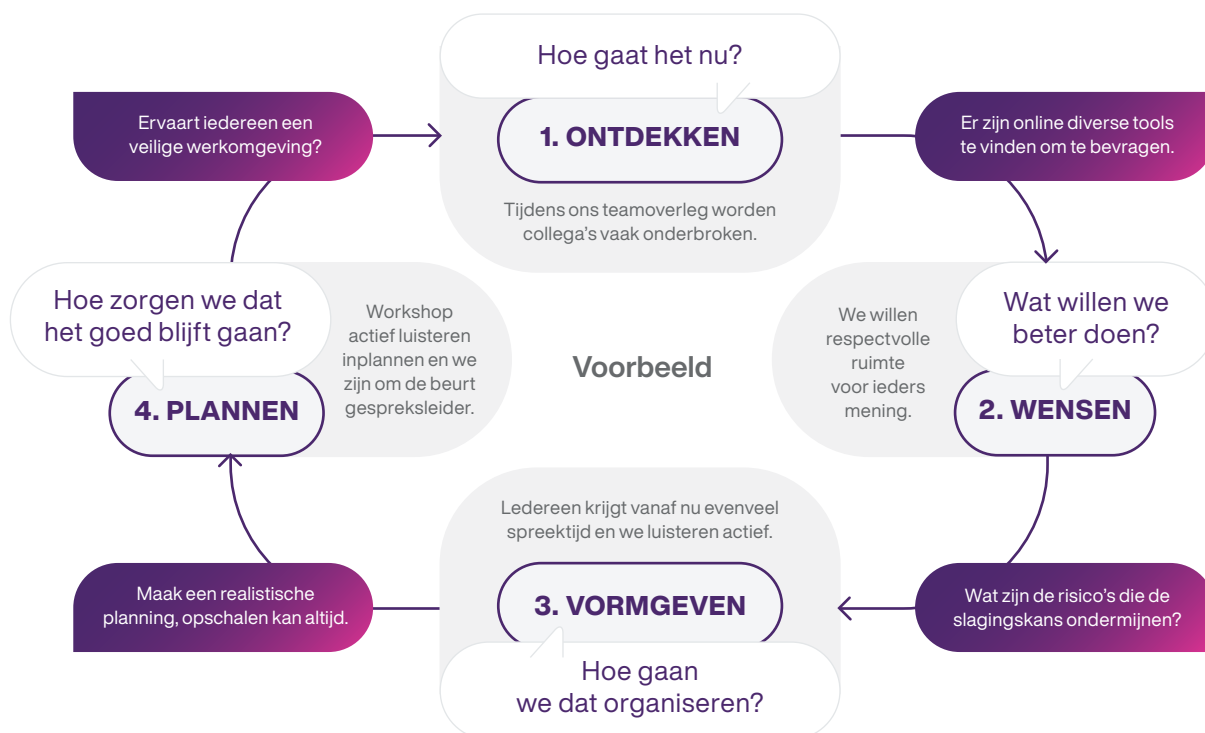 Hoe gaat het nu?
1. ONTDEKKEN
Tijdens ons teamoverleg worden
collega's vaak onderbroken.
Er zijn online diverse tools
te vinden om te bevragen.
Wat willen we
beter doen?
2. WENSEN
We willen
respectvolle
ruimte
voor ieders
mening.
Wat zijn de risico's die de
slagingskans ondermijnen?
Ledereen krijgt vanaf nu evenveel
spreektijd en we luisteren actief.
3. VORMGEVEN
Hoe gaan
we dat organiseren?
Maak een realistische
planning, opschalen kan altijd.
Hoe zorgen we dat
het goed blijft gaan?
4. PLANNEN
Workshop
actief luisteren
inplannen en we
zijn om de beurt
gespreksleider.
Ervaart iedereen een
veilige werkomgeving?
Voorbeeld